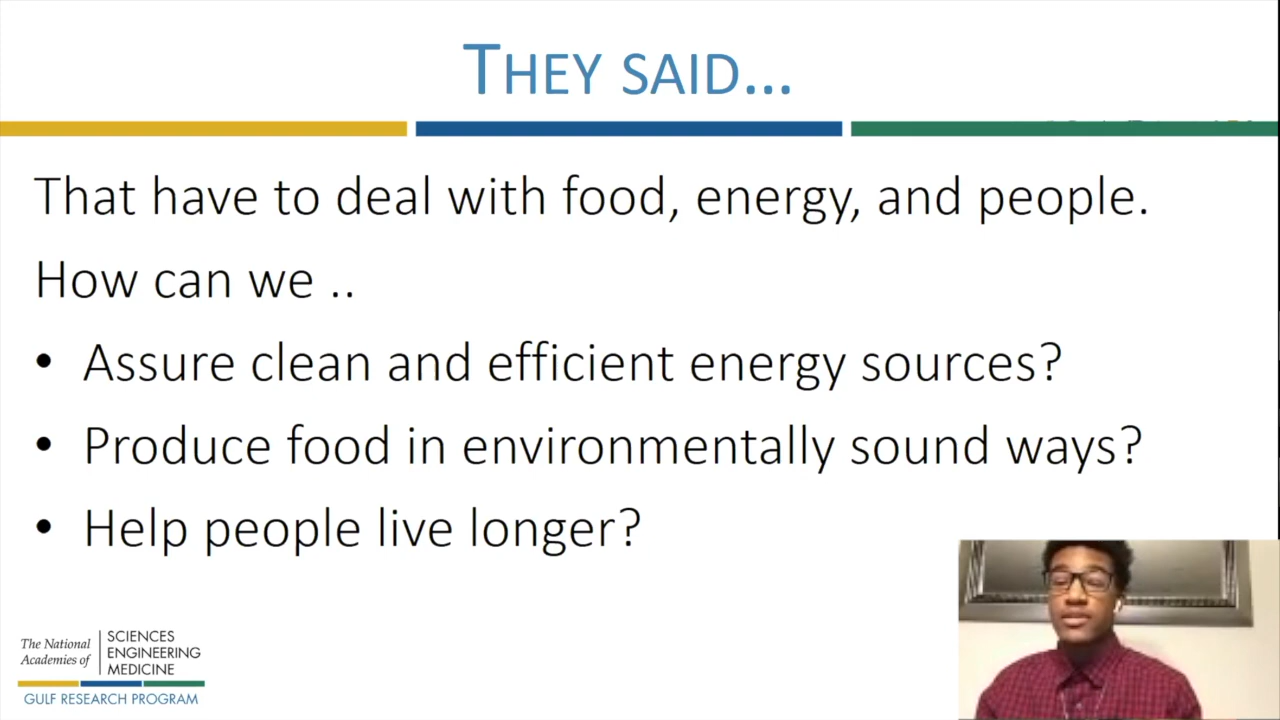 THEY SAID...
That have to deal with food, energy, and people.
How can we ..
• Assure clean and efficient energy sources?
• Produce food in environmentally sound ways?
• Help people live longer?
The National
Academies of
SCIENCES
ENGINEERING
MEDICINE
GULF RESEARCH PROGRAM